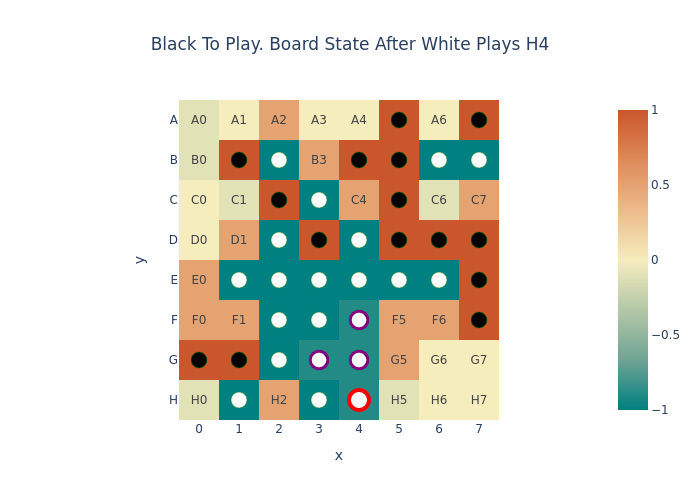 Black To Play. Board State After White Plays H4
A A0 A1 A2 A3 A4 A6
B B0 B3
C C0 C1 C4 C6 C7
D D0 D1
E E0
F F0 F1 F5 F6
G G5 G6 G7
H H0 H2 H5 H6 H7
0 1 2 3 4 5 6 7
x
y
1
0.5
0
−0.5
−1